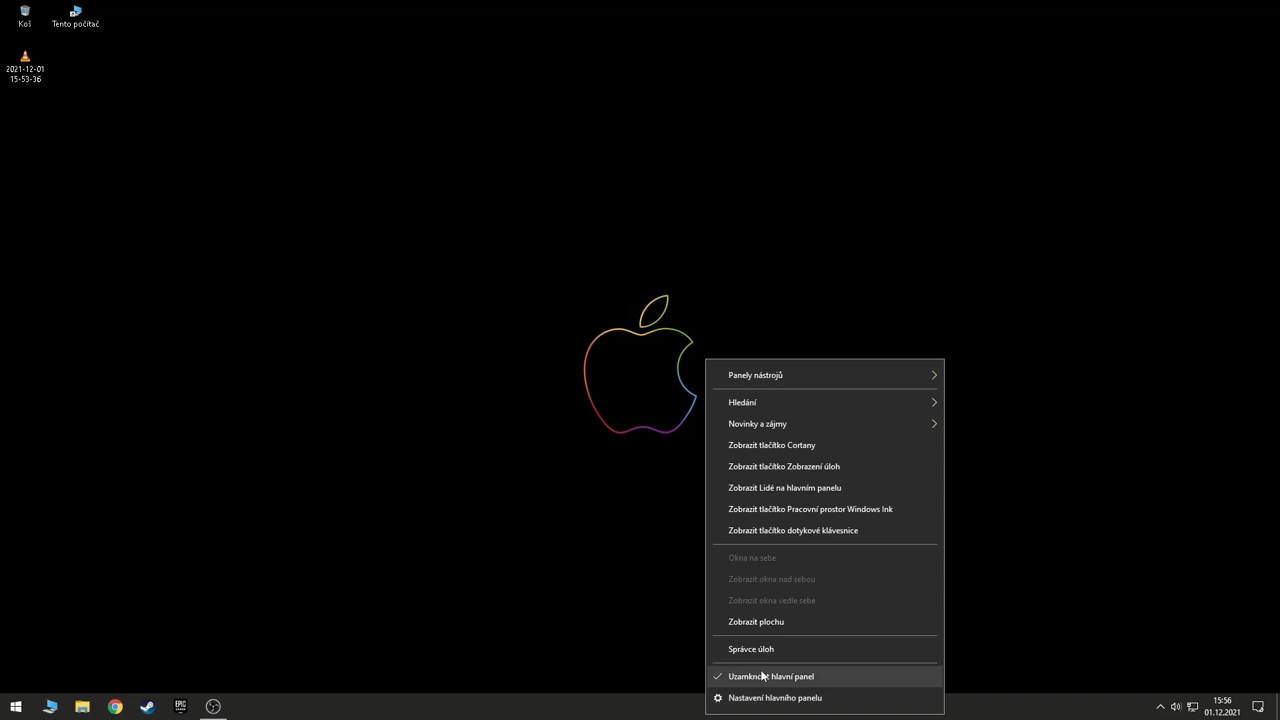 Koš
Tento počítač
2021-12-01
15-53-36
Panely nástrojů
Hledání
Novinky a zájmy
Zobrazit tlačítko Cortany
Zobrazit tlačítko Zobrazení úloh
Zobrazit Lidé na hlavním panelu
Zobrazit tlačítko Pracovní prostor Windows Ink
Zobrazit tlačítko dotykové klávesnice
Okna na sebe
Zobrazit okna nad sebou
Zobrazit okna vedle sebe
Zobrazit plochu
Správce úloh
Uzamknout hlavní panel
Nastavení hlavního panelu
EPIC
15:56
01.12.2021